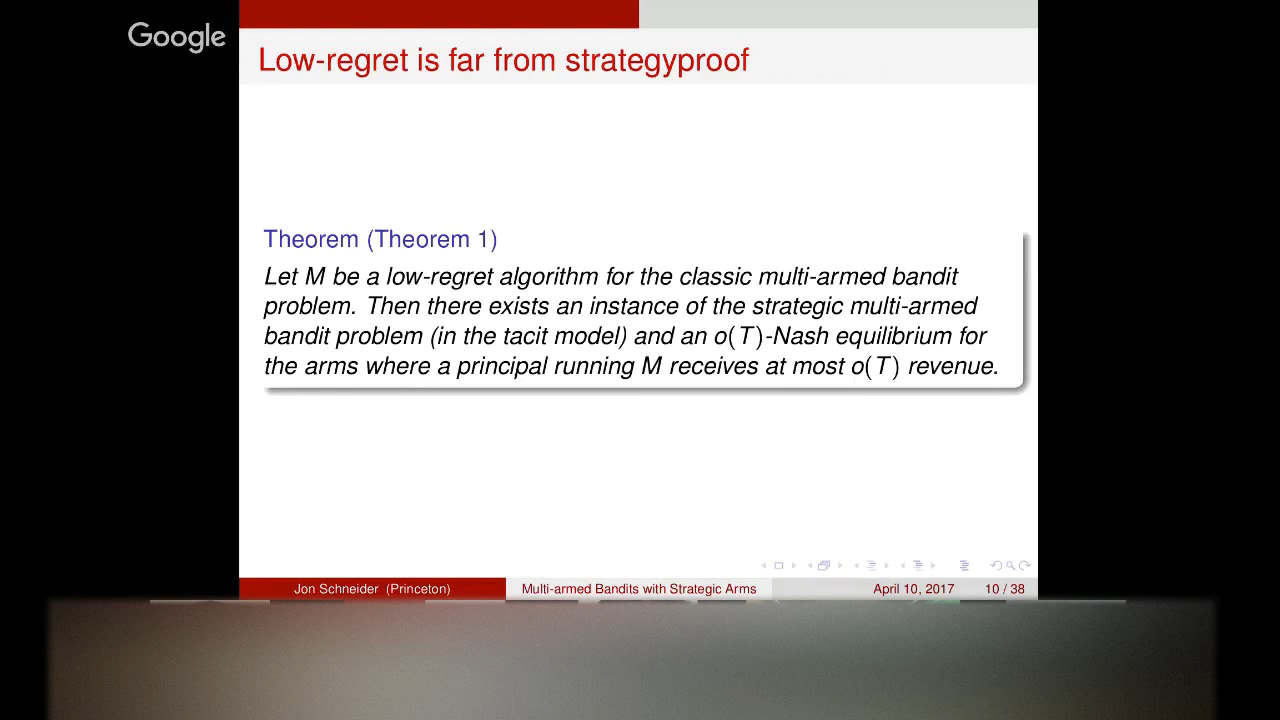 Google
Low-regret is far from strategyproof
Theorem (Theorem 1)
Let M be a low-regret algorithm for the classic multi-armed bandit
problem. Then there exists an instance of the strategic multi-armed
bandit problem (in the tacit model) and an o(T)-Nash equilibrium for
the arms where a principal running M receives at most o(T) revenue.
Jon Schneider (Princeton) Multi-armed Bandits with Strategic Arms April 10, 2017 10 / 38